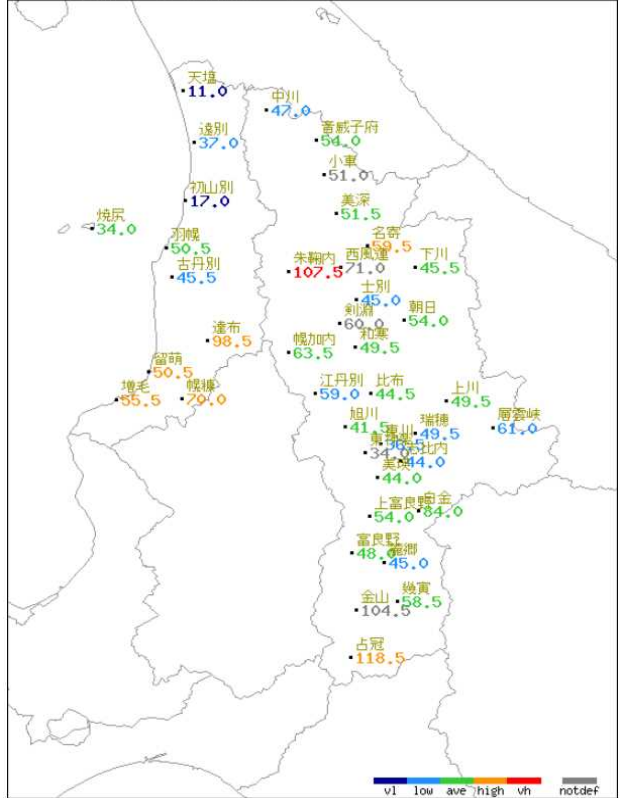 天塩
11.0
中川
47.0
遠別
37.0
音威子府
54.0
小車
51.0
初山別
17.0
美深
51.5
焼尻
34.0
羽幌
50.5
名寄
59.5
古丹別
45.5
朱鞠内
107.5
西風連
71.0
下川
45.5
士別
45.0
剣淵
60.0
朝日
54.0
達布
98.5
幌加内
63.5
和寒
49.5
留萌
50.5
増毛
55.5
幌糠
70.0
江丹別
59.0
比布
44.5
上川
49.5
旭川
41.5
瑞穂
49.5
層雲峡
61.0
東川
34.0
44.0
美瑛
44.0
上富良野
54.0
白金
84.0
富良野
48.0
麓郷
45.0
金山
104.5
幾寅
58.5
占冠
118.5
vl low ave high vh notdef